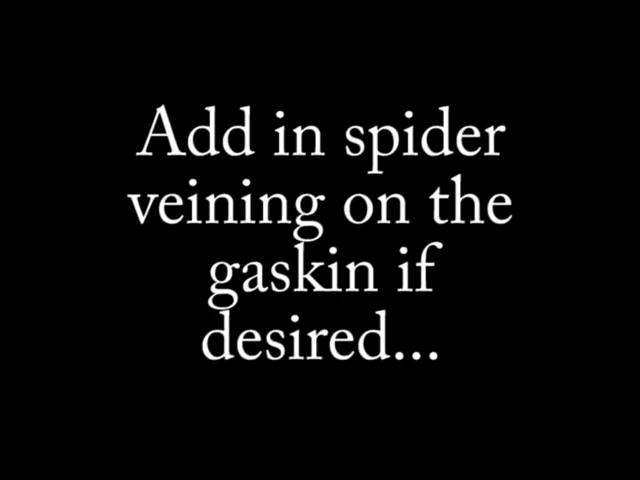 Add in spider
veining on the
gaskin if
desired...